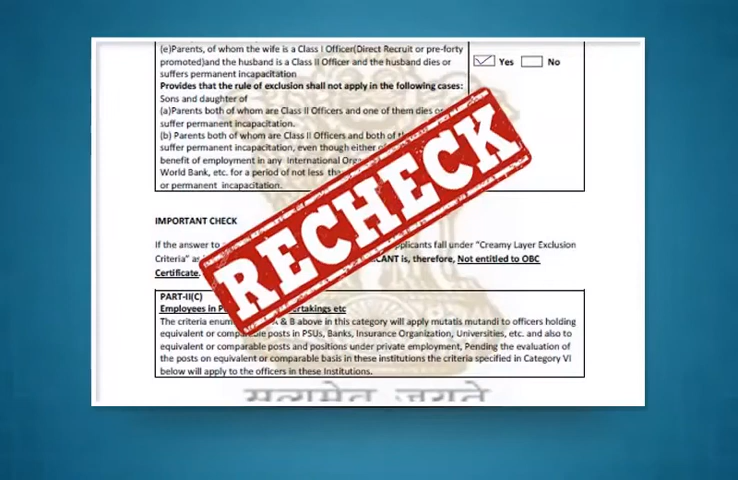 (e)Parents, of whom the wife is a Class I Officer(Direct Recruit or pre-forty
promoted)and the husband is a Class II Officer and the husband dies or
suffers permanent incapacitation
Yes No
Provides that the rule of exclusion shall not apply in the following cases:
Sons and daughter of
(a)Parents both of whom are Class II Officers and one of them dies or
suffer permanent incapacitation.
(b) Parents both of whom are Class II Officers and both of
suffer permanent incapacitation, even though either
benefit of employment in any International
World Bank, etc. for a period of not less
or permanent incapacitation.
RECHECK
IMPORTANT CHECK
If the answer to applicants fall under "Creamy Layer Exclusion
Criteria" is, therefore, Not entitled to OBC
Certificate.
PART-II(C)
Employees in etc
The criteria A & B above in this category will apply mutatis mutandi to officers holding
equivalent or comparable posts in PSUs, Banks, Insurance Organization, Universities, etc. and also to
equivalent or comparable posts and positions under private employment, Pending the evaluation of
the posts on equivalent or comparable basis in these institutions the criteria specified in Category VI
below will apply to the officers in these Institutions.
सत्यमेव जयते